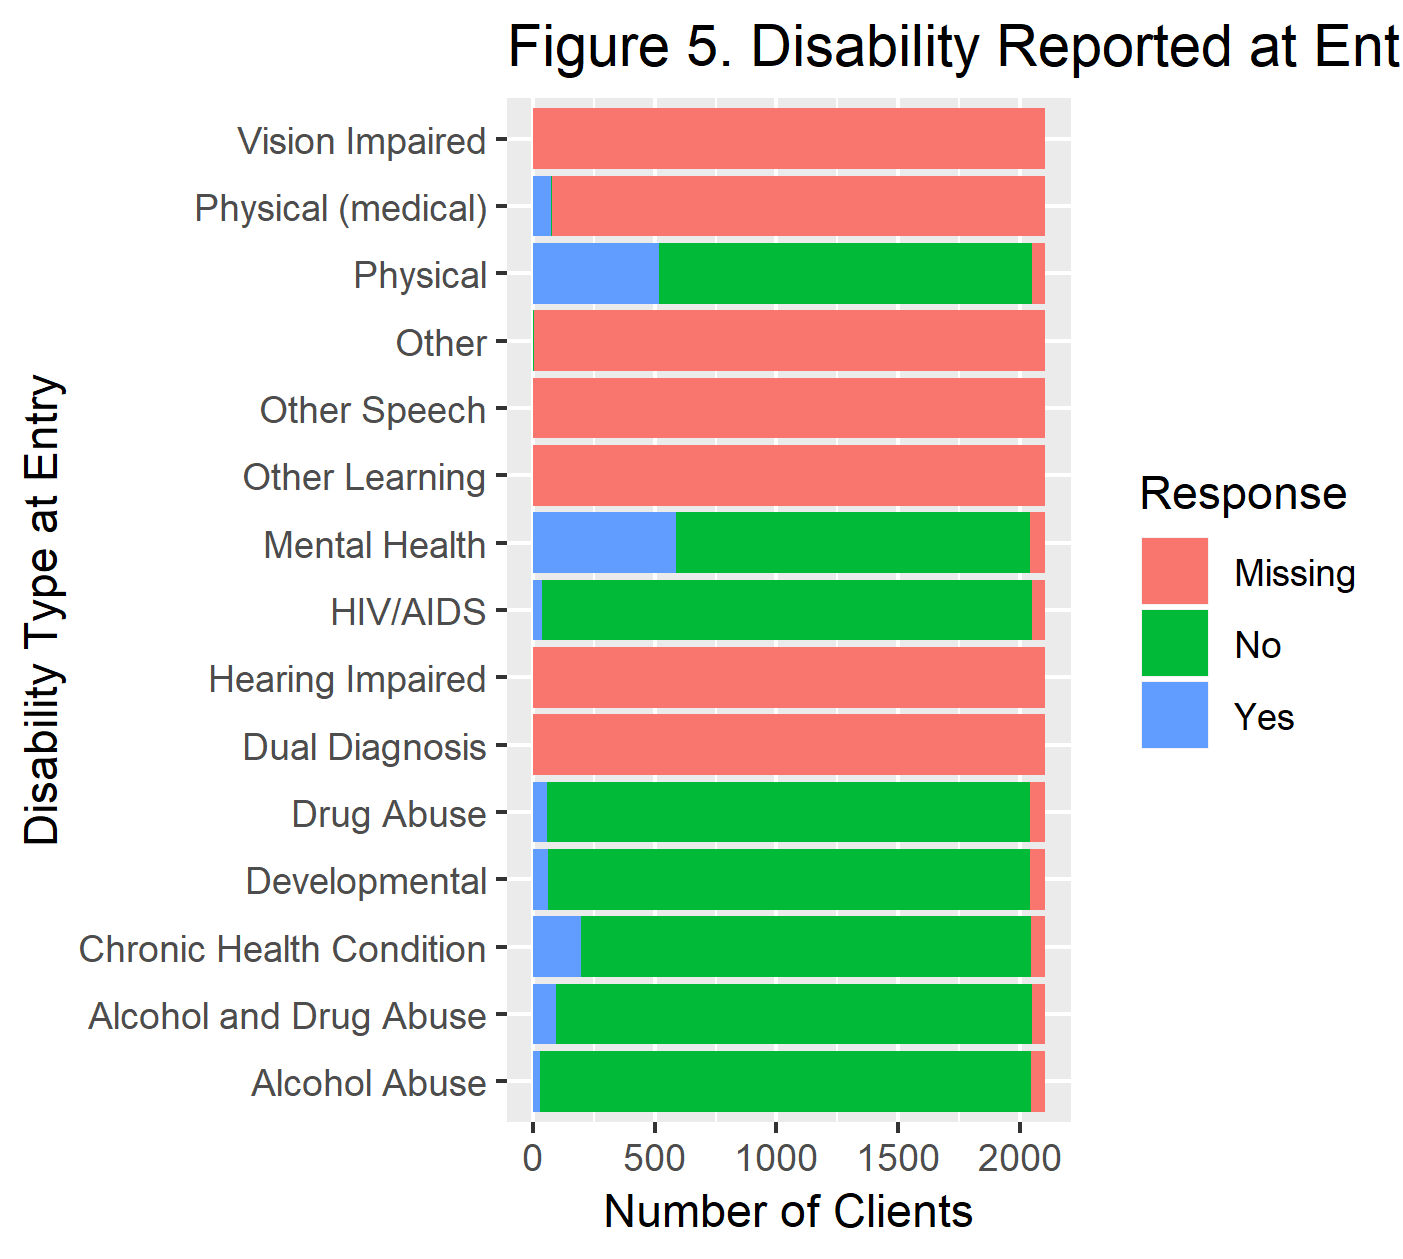 Figure 5. Disability Reported at Ent
Disability Type at Entry
Vision Impaired
Physical (medical)
Physical
Other
Other Speech
Other Learning
Mental Health
HIV/AIDS
Hearing Impaired
Dual Diagnosis
Drug Abuse
Developmental
Chronic Health Condition
Alcohol and Drug Abuse
Alcohol Abuse
0 500 1000 1500 2000
Number of Clients
Response
Missing
No
Yes